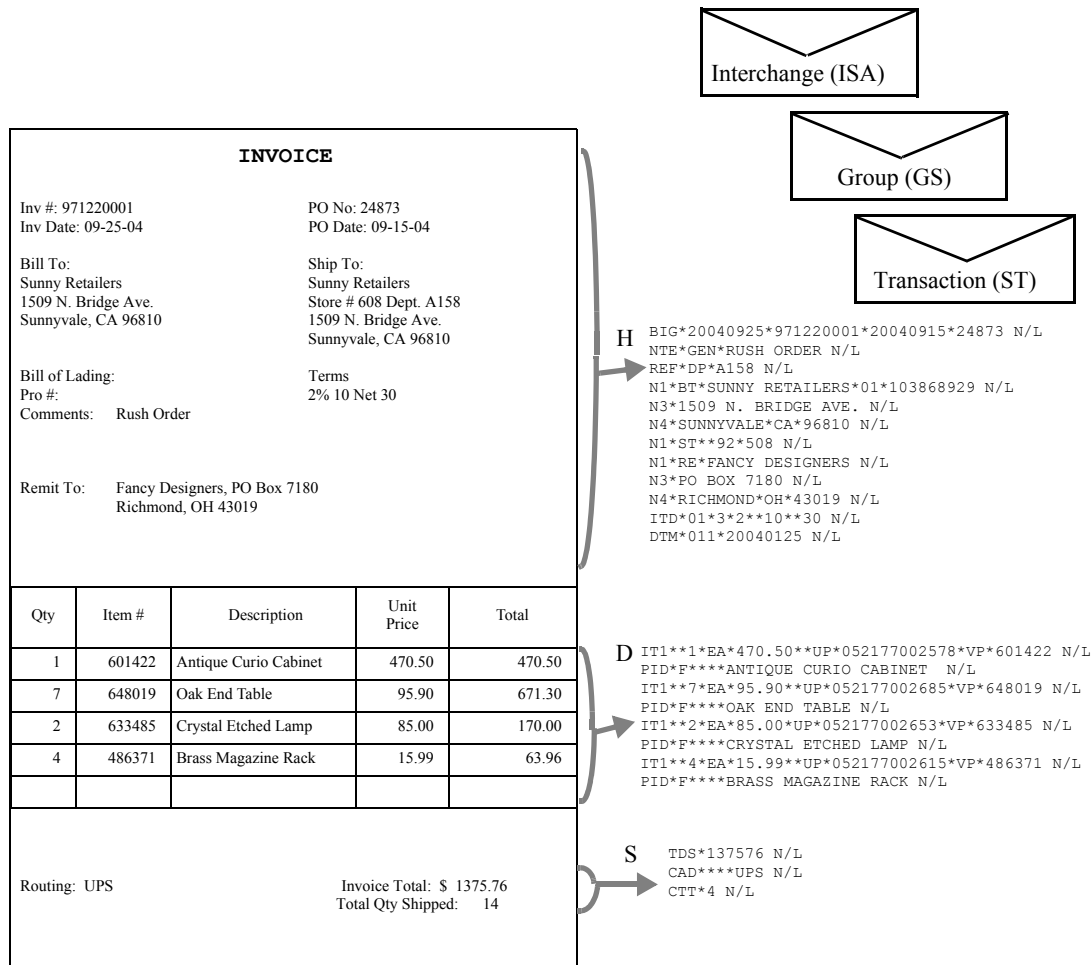 Interchange (ISA)
Group (GS)
Transaction (ST)
INVOICE
Inv #: 971220001 PO No: 24873
Inv Date: 09-25-04 PO Date: 09-15-04
Bill To: Ship To:
Sunny Retailers Sunny Retailers
1509 N. Bridge Ave. Store # 608 Dept. A158
Sunnyvale, CA 96810 1509 N. Bridge Ave.
Sunnyvale, CA 96810
Bill of Lading: Terms
Pro #: 2% 10 Net 30
Comments: Rush Order
Remit To: Fancy Designers, PO Box 7180
Richmond, OH 43019
H
BIG*20040925*971220001*20040915*24873 N/L
NTE*GEN*RUSH ORDER N/L
REF*DP*A158 N/L
N1*BT*SUNNY RETAILERS*01*103868929 N/L
N3*1509 N. BRIDGE AVE. N/L
N4*SUNNYVALE*CA*96810 N/L
N1*ST**92*508 N/L
N1*RE*FANCY DESIGNERS N/L
N3*PO BOX 7180 N/L
N4*RICHMOND*OH*43019 N/L
ITD*01*3*2**10**30 N/L
DTM*011*20040125 N/L
Qty Item # Description Unit Price Total
1 601422 Antique Curio Cabinet 470.50 470.50
7 648019 Oak End Table 95.90 671.30
2 633485 Crystal Etched Lamp 85.00 170.00
4 486371 Brass Magazine Rack 15.99 63.96
D
IT1**1*EA*470.50**UP*052177002578*VP*601422 N/L
PID*F****ANTIQUE CURIO CABINET N/L
IT1**7*EA*95.90**UP*052177002685*VP*648019 N/L
PID*F****OAK END TABLE N/L
IT1**2*EA*85.00*UP*052177002653*VP*633485 N/L
PID*F****CRYSTAL ETCHED LAMP N/L
IT1**4*EA*15.99**UP*052177002615*VP*486371 N/L
PID*F****BRASS MAGAZINE RACK N/L
Routing: UPS Invoice Total: $ 1375.76
Total Qty Shipped: 14
S
TDS*137576 N/L
CAD****UPS N/L
CTT*4 N/L